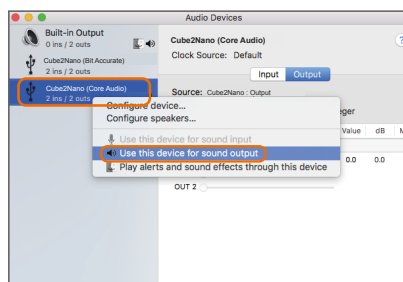 Audio Devices
Built-in Output
0 ins / 2 outs
Cube2Nano (Bit Accurate)
2 ins / 2 outs
Cube2Nano (Core Audio)
2 ins / 2 outs
Cube2Nano (Core Audio)
?
Clock Source: Default
Input Output
Source: Cube2Nano : Output
Configure device...
Configure speakers...
Use this device for sound input
Use this device for sound output
Play alerts and sound effects through this device
Value dB
0.0 0.0
OUT 2